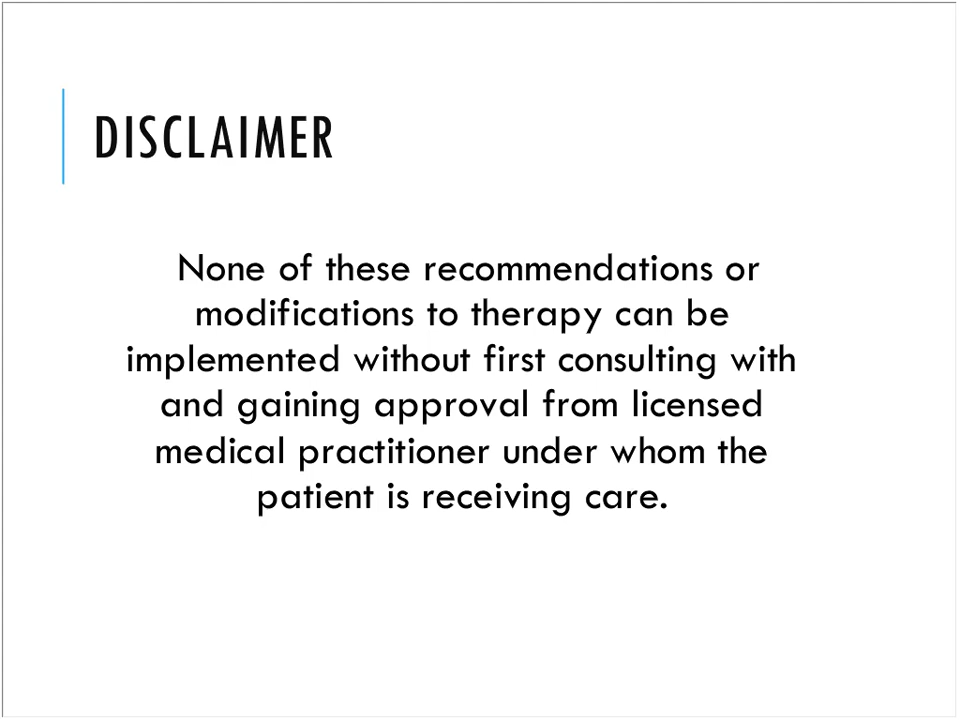 DISCLAIMER
None of these recommendations or
modifications to therapy can be
implemented without first consulting with
and gaining approval from licensed
medical practitioner under whom the
patient is receiving care.